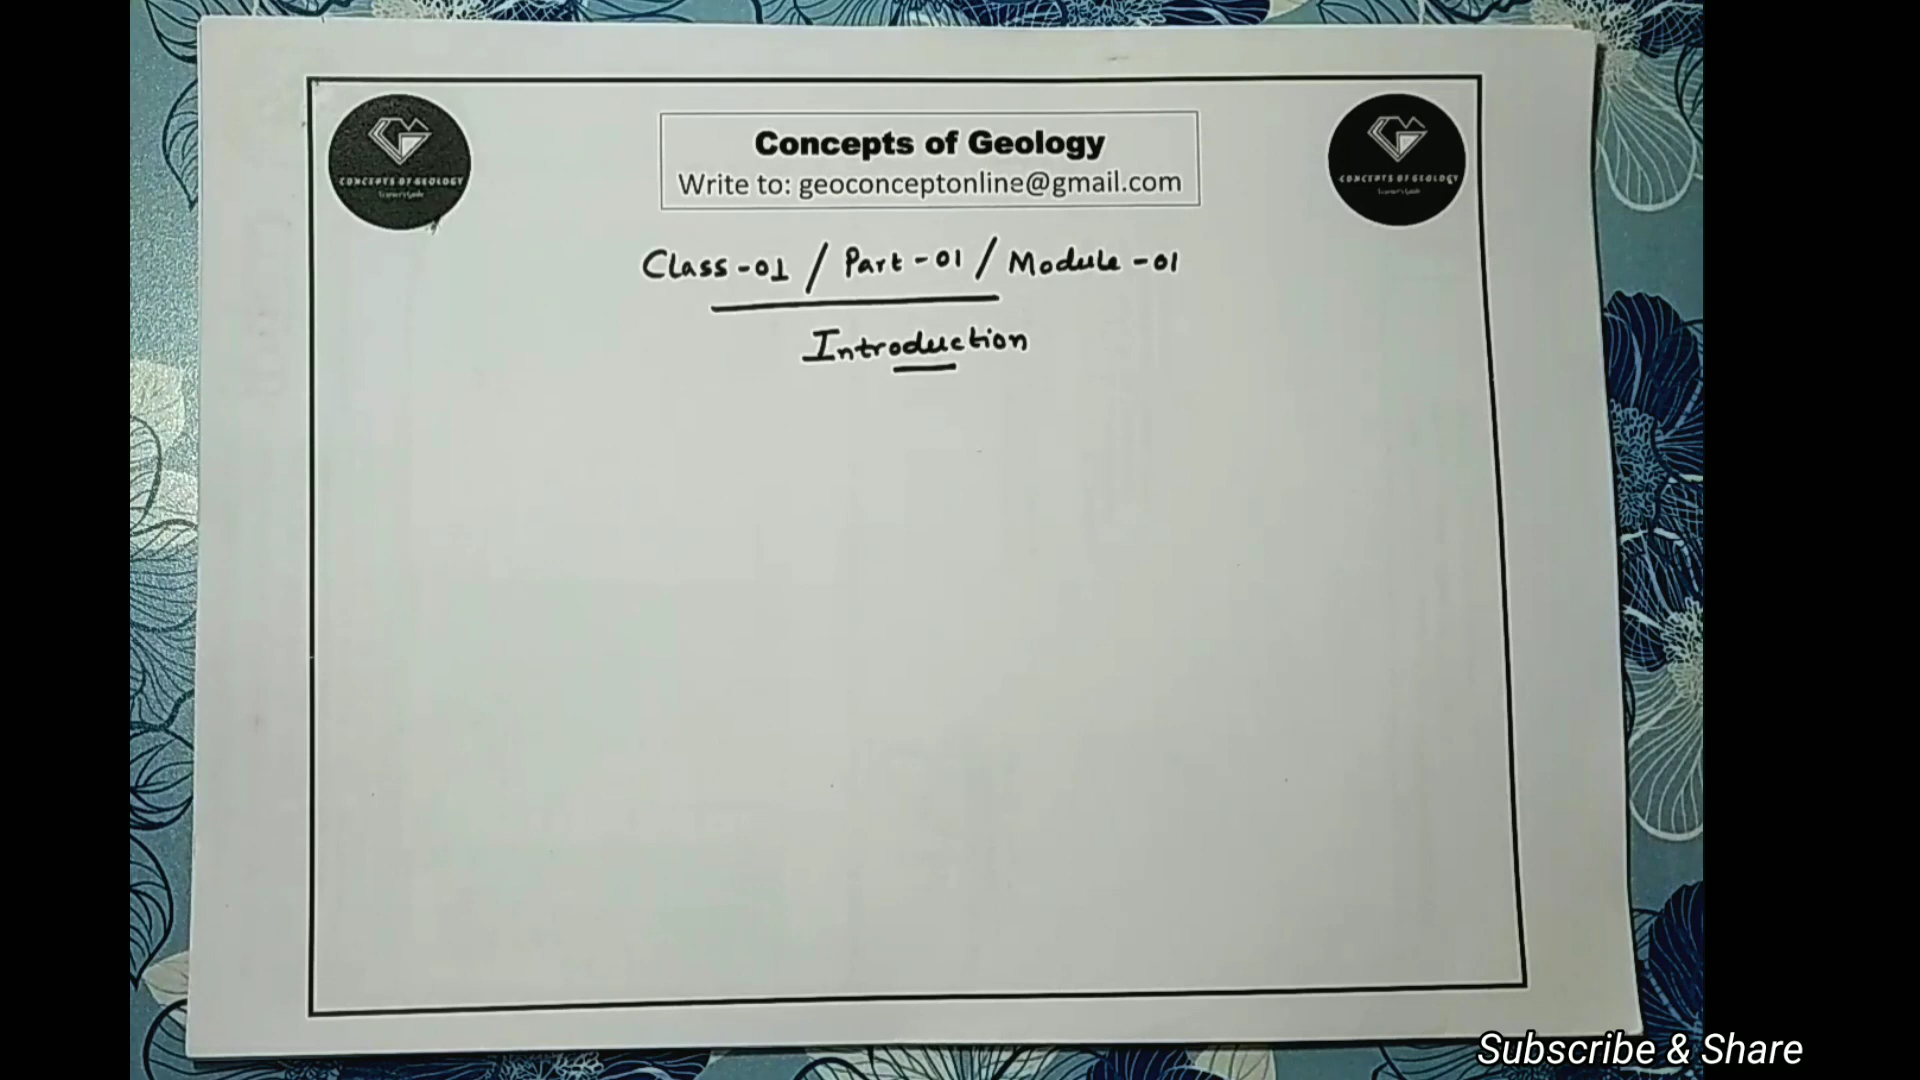 Concepts of Geology
Write to: geoconceptonline@gmail.com
CONCEPTS OF GEOLOGY
CONCEPTS OF GEOLOGY
Class-01 / Part-01 / Module-01
Introduction
Subscribe & Share